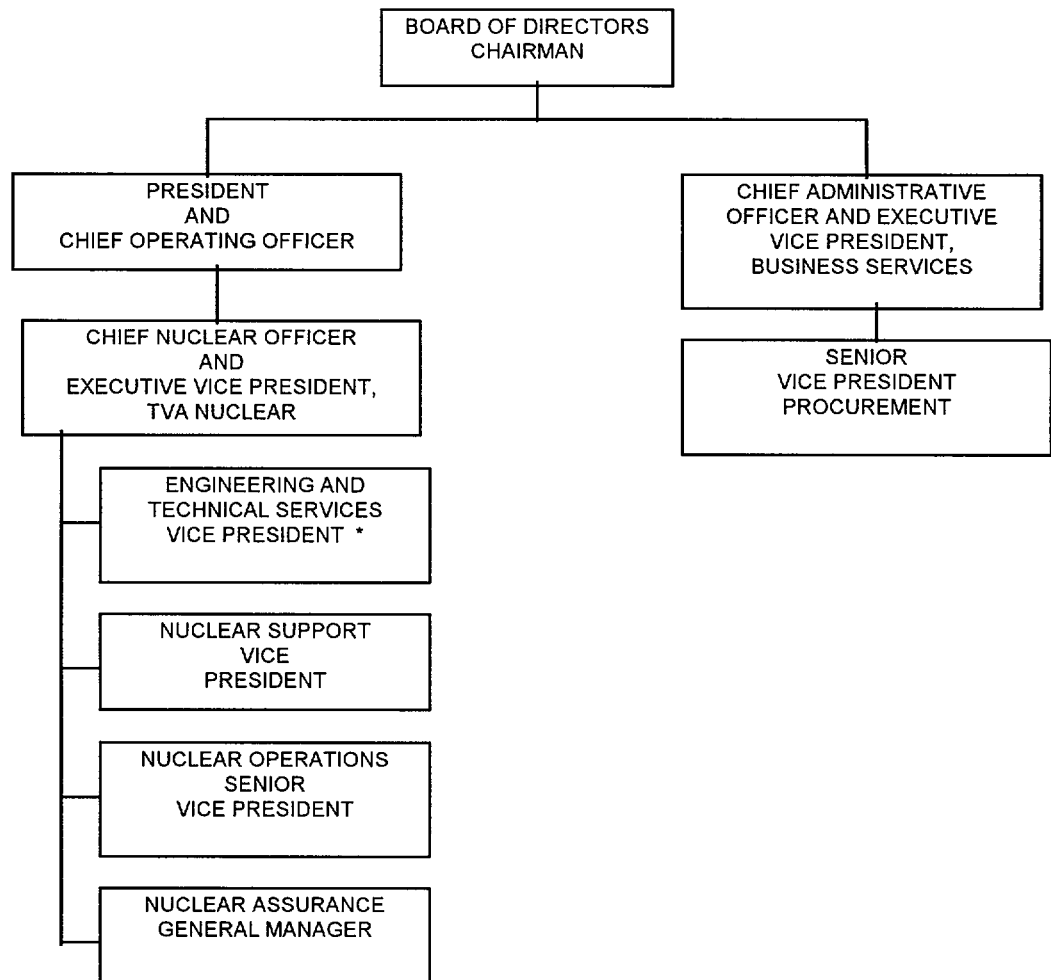 BOARD OF DIRECTORS
CHAIRMAN
PRESIDENT
AND
CHIEF OPERATING OFFICER
CHIEF ADMINISTRATIVE
OFFICER AND EXECUTIVE
VICE PRESIDENT,
BUSINESS SERVICES
CHIEF NUCLEAR OFFICER
AND
EXECUTIVE VICE PRESIDENT,
TVA NUCLEAR
SENIOR
VICE PRESIDENT
PROCUREMENT
ENGINEERING AND
TECHNICAL SERVICES
VICE PRESIDENT *
NUCLEAR SUPPORT
VICE
PRESIDENT
NUCLEAR OPERATIONS
SENIOR
VICE PRESIDENT
NUCLEAR ASSURANCE
GENERAL MANAGER